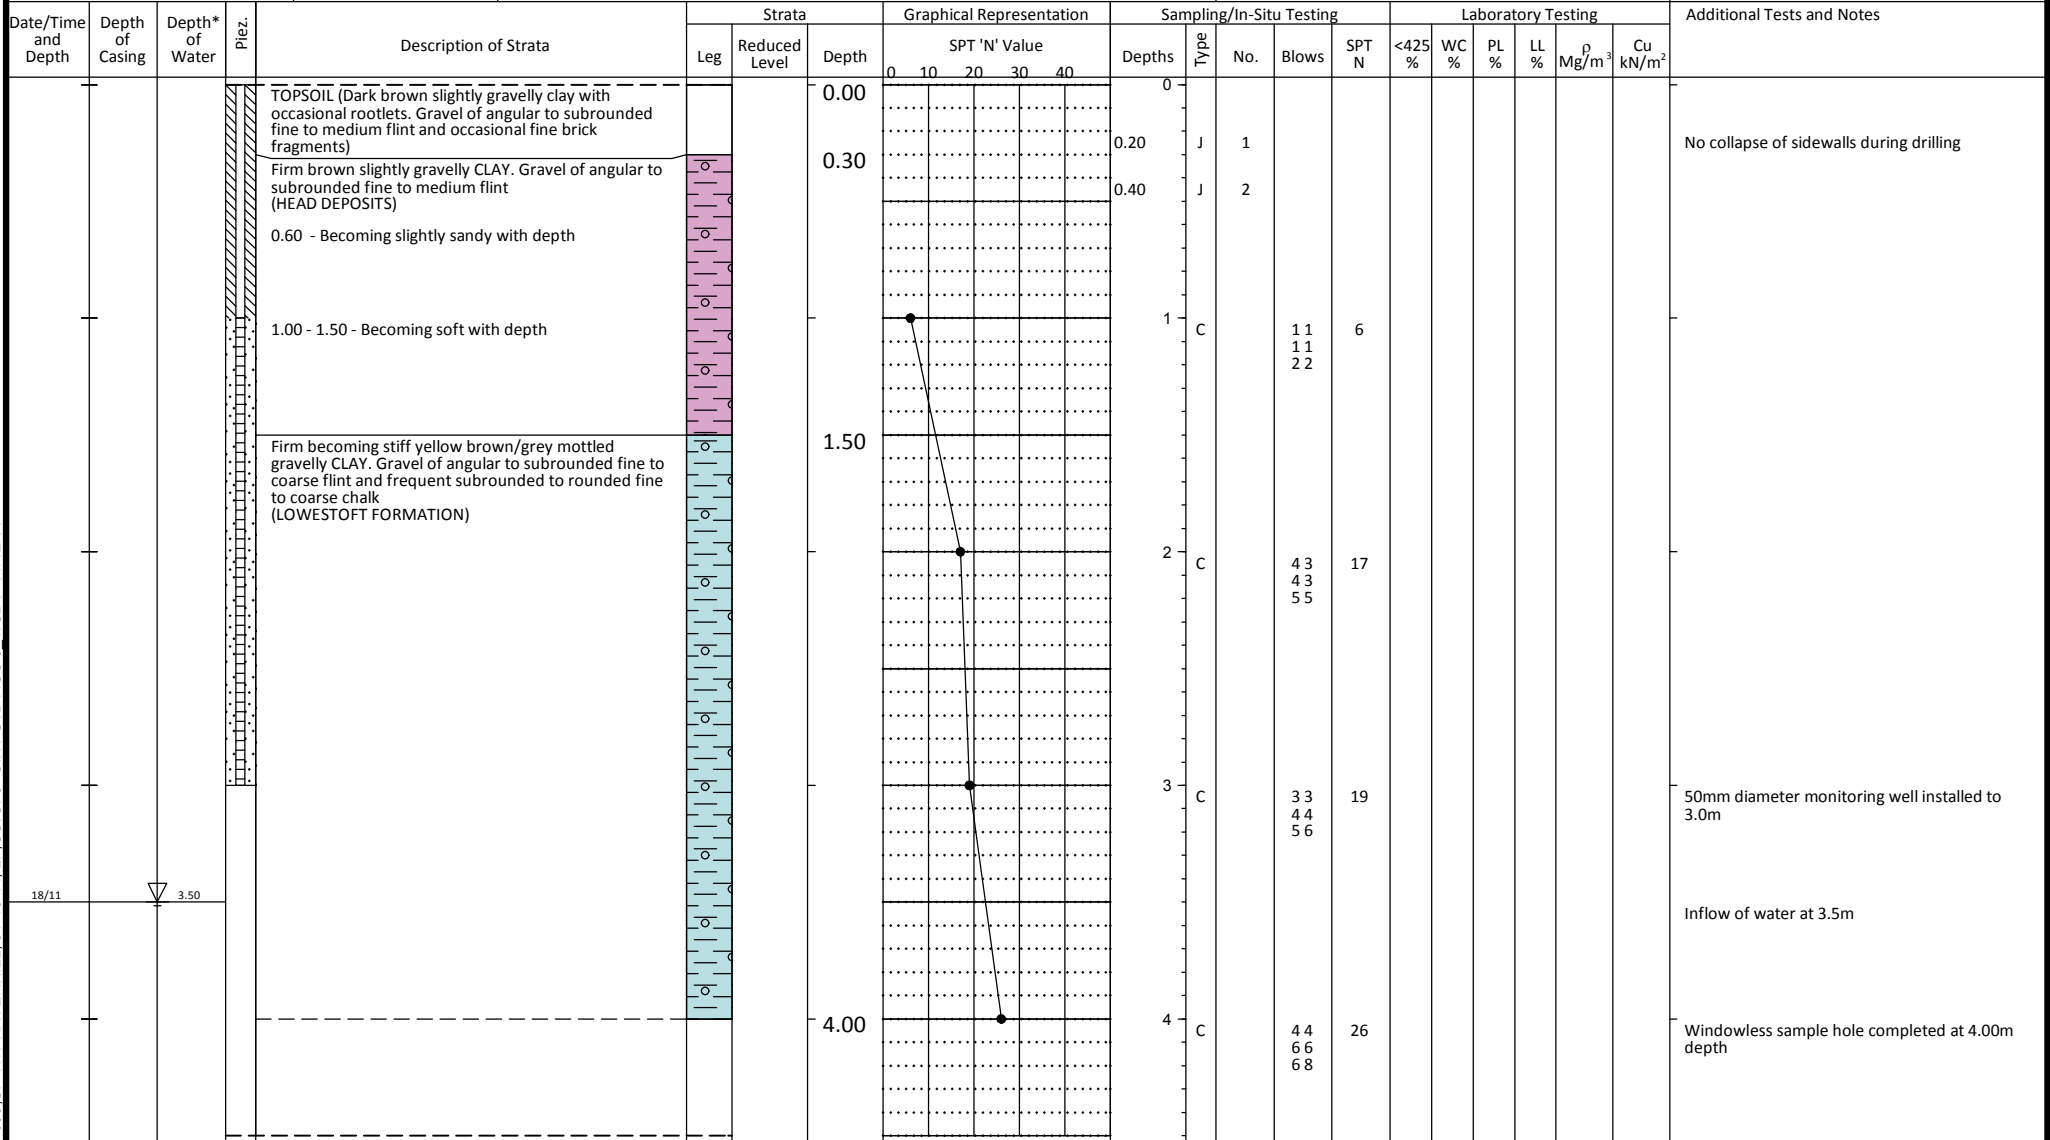 Date/Time and Depth
Depth of Casing
Depth* of Water
Piez.
Description of Strata
Strata
Leg
Reduced Level
Depth
Graphical Representation
SPT 'N' Value
0 10 20 30 40
Sampling/In-Situ Testing
Depths
Type
No.
Blows
SPT N
Laboratory Testing
<425 %
WC %
PL %
LL %
ρ Mg/m³
Cu kN/m²
Additional Tests and Notes
TOPSOIL (Dark brown slightly gravelly clay with
occasional rootlets. Gravel of angular to subrounded
fine to medium flint and occasional fine brick
fragments)
0.00
0
0.20 J 1
No collapse of sidewalls during drilling
0.30
Firm brown slightly gravelly CLAY. Gravel of angular to
subrounded fine to medium flint
(HEAD DEPOSITS)
0.40 J 2
0.60 - Becoming slightly sandy with depth
1.00 - 1.50 - Becoming soft with depth
1
C 1 1 6
1 1
2 2
1.50
Firm becoming stiff yellow brown/grey mottled
gravelly CLAY. Gravel of angular to subrounded fine to
coarse flint and frequent subrounded to rounded fine
to coarse chalk
(LOWESTOFT FORMATION)
2
C 4 3 17
4 3
5 5
3
C 3 3 19
4 4
5 6
50mm diameter monitoring well installed to
3.0m
18/11
3.50
Inflow of water at 3.5m
4.00
4
C 4 4 26
6 6
6 8
Windowless sample hole completed at 4.00m
depth